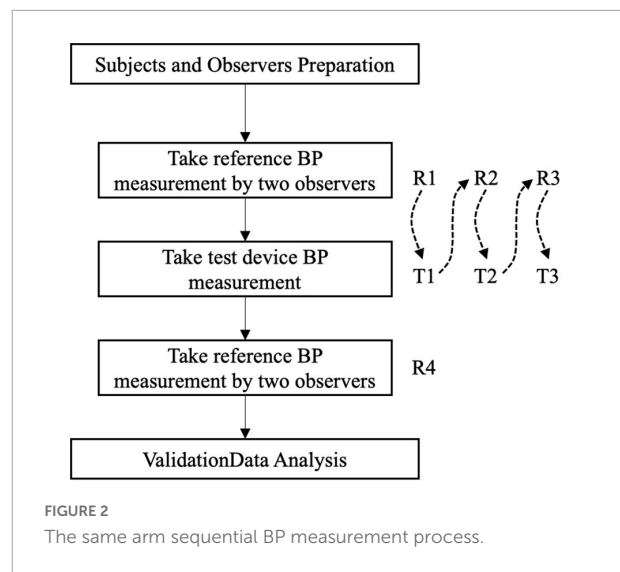 Subjects and Observers Preparation
Take reference BP
measurement by two observers
R1 R2 R3
Take test device BP
measurement
T1 T2 T3
Take reference BP
measurement by two observers
R4
ValidationData Analysis
FIGURE 2
The same arm sequential BP measurement process.